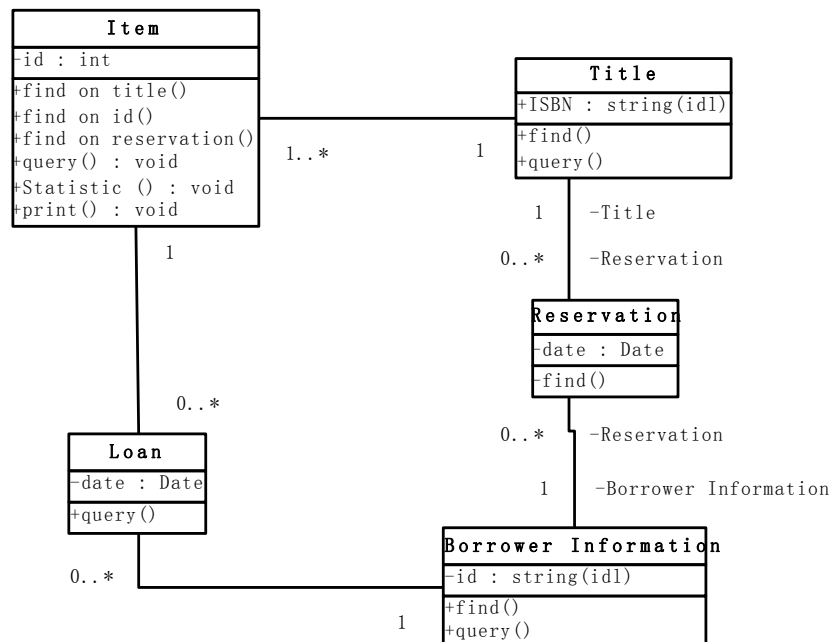 Item
-id : int
+find on title()
+find on id()
+find on reservation()
+query() : void
+Statistic () : void
+print() : void
Title
+ISBN : string(idl)
+find()
+query()
1..*
1
1
-Title
0..*
-Reservation
Reservation
-date : Date
-find()
0..*
-Reservation
1
-Borrower Information
1
0..*
Loan
-date : Date
+query()
0..*
1
Borrower Information
-id : string(idl)
+find()
+query()